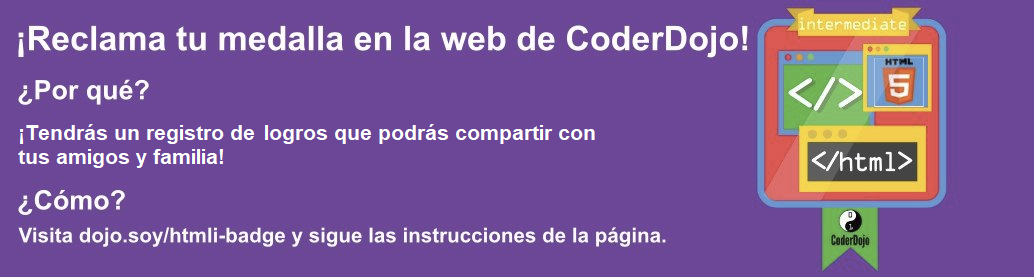 ¡Reclama tu medalla en la web de CoderDojo!
¿Por qué?
¡Tendrás un registro de logros que podrás compartir con
tus amigos y familia!
¿Cómo?
Visita dojo.soy/htmli-badge y sigue las instrucciones de la página.
intermediate
HTML
5
</>
</html>
0
1
CoderDojo